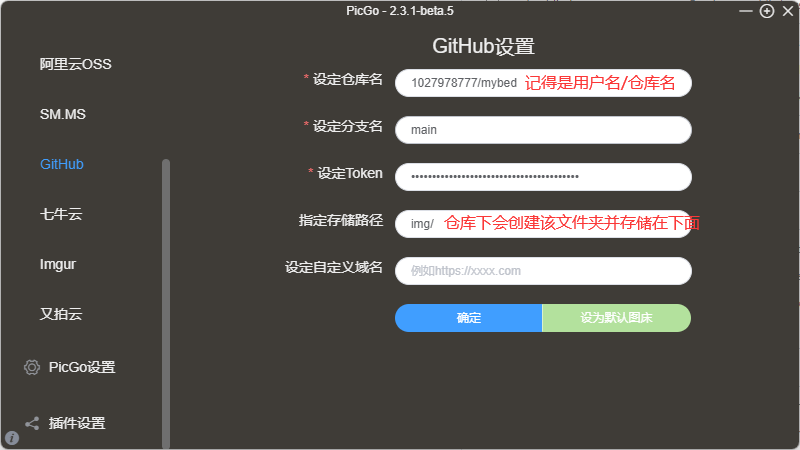 PicGo - 2.3.1-beta.5
GitHub设置
阿里云OSS
SM.MS
GitHub
七牛云
Imgur
又拍云
PicGo设置
插件设置
* 设定仓库名 1027978777/mybed 记得是用户名/仓库名
* 设定分支名 main
* 设定Token ••••••••••••••••••••••••••••••••••••••••
指定存储路径 img/ 仓库下会创建该文件夹并存储在下面
设定自定义域名 例如https://xxxx.com
确定 设为默认图床